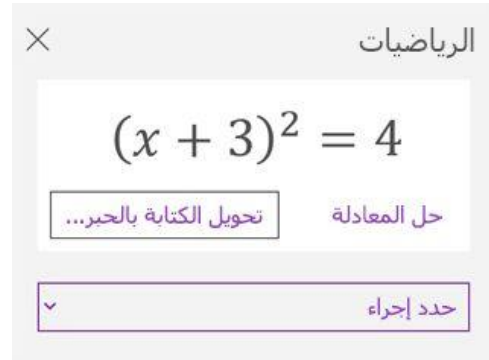 الرياضيات
(x + 3)² = 4
حل المعادلة
تحويل الكتابة بالحبر...
حدد إجراء